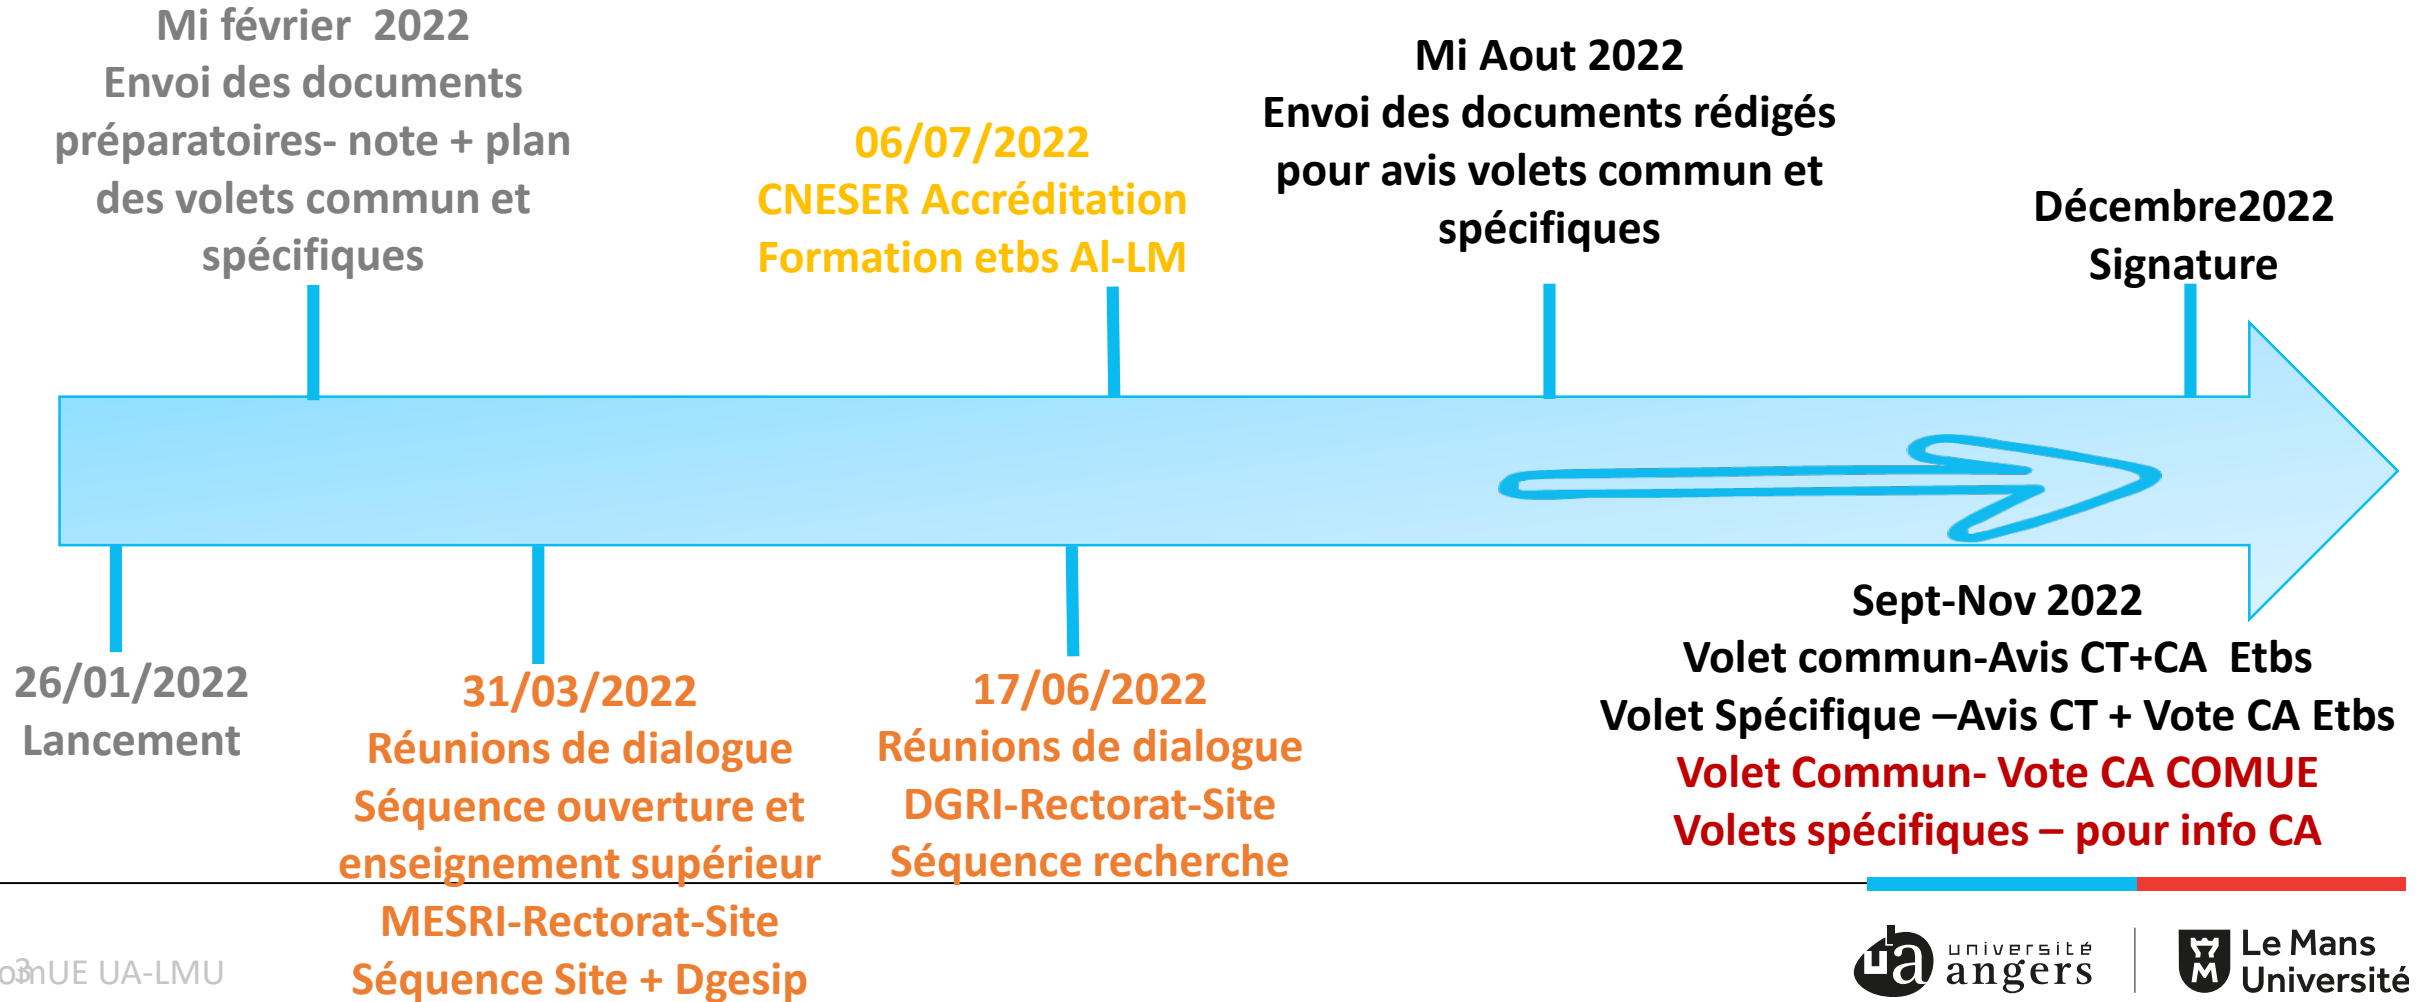 Mi février 2022
Envoi des documents
préparatoires- note + plan
des volets commun et
spécifiques
06/07/2022
CNESER Accréditation
Formation etbs Al-LM
Mi Aout 2022
Envoi des documents rédigés
pour avis volets commun et
spécifiques
Décembre2022
Signature
26/01/2022
Lancement
31/03/2022
Réunions de dialogue
Séquence ouverture et
enseignement supérieur
MESRI-Rectorat-Site
Séquence Site + Dgesip
17/06/2022
Réunions de dialogue
DGRI-Rectorat-Site
Séquence recherche
Sept-Nov 2022
Volet commun-Avis CT+CA Etbs
Volet Spécifique –Avis CT + Vote CA Etbs
Volet Commun- Vote CA COMUE
Volets spécifiques – pour info CA
3
omUE UA-LMU
ua
université
angers
Le Mans
Université